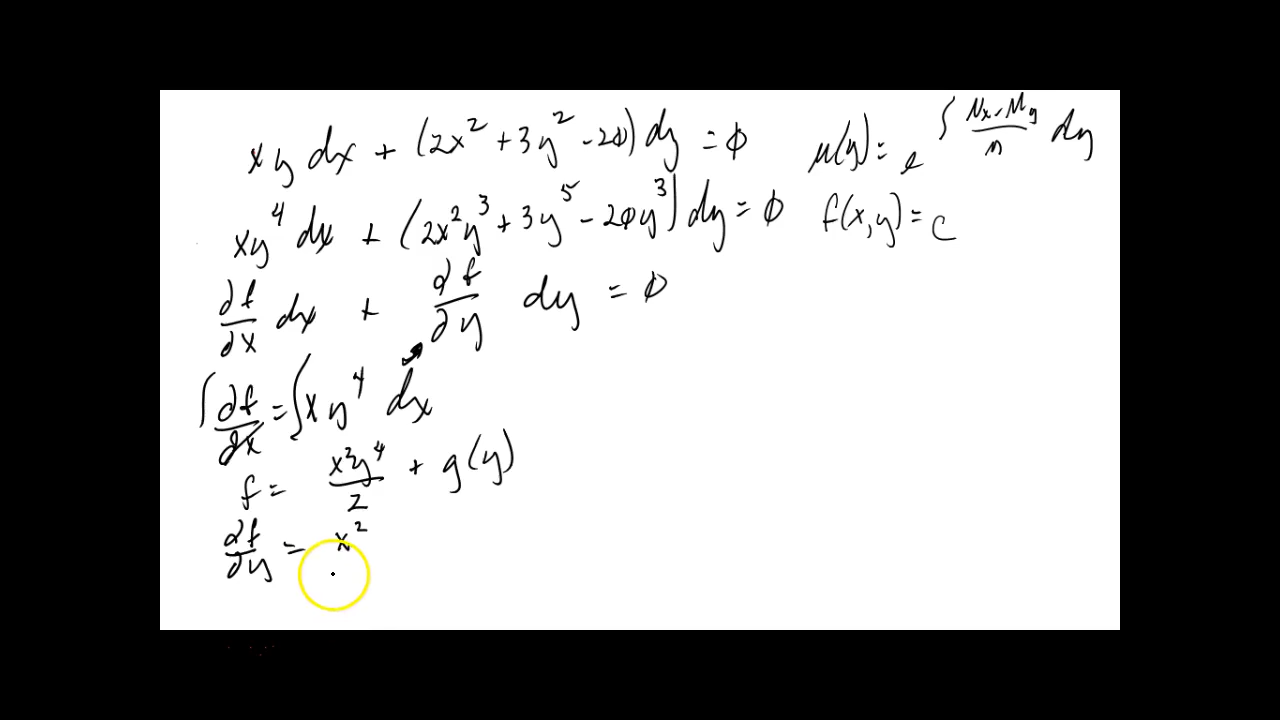 xy dx + (2x² + 3y² - 20) dy = 0
μ(y) = e^∫ (Nx - My)/M dy
xy⁴ dx + (2x²y³ + 3y⁵ - 20y³) dy = 0
f(x,y) = c
∂f/∂x dx + ∂f/∂y dy = 0
∫ ∂f/∂x = ∫ xy⁴ dx
f = x²y⁴/2 + g(y)
∂f/∂y = x²